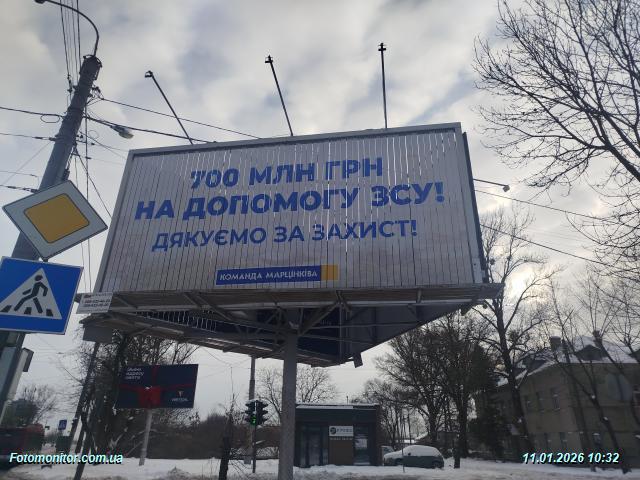 700 МЛН ГРН
НА ДОПОМОГУ ЗСУ!
ДЯКУЄМО ЗА ЗАХИСТ!
КОМАНДА МАРЦІНКІВА
Fotomonitor.com.ua
11.01.2026 10:32